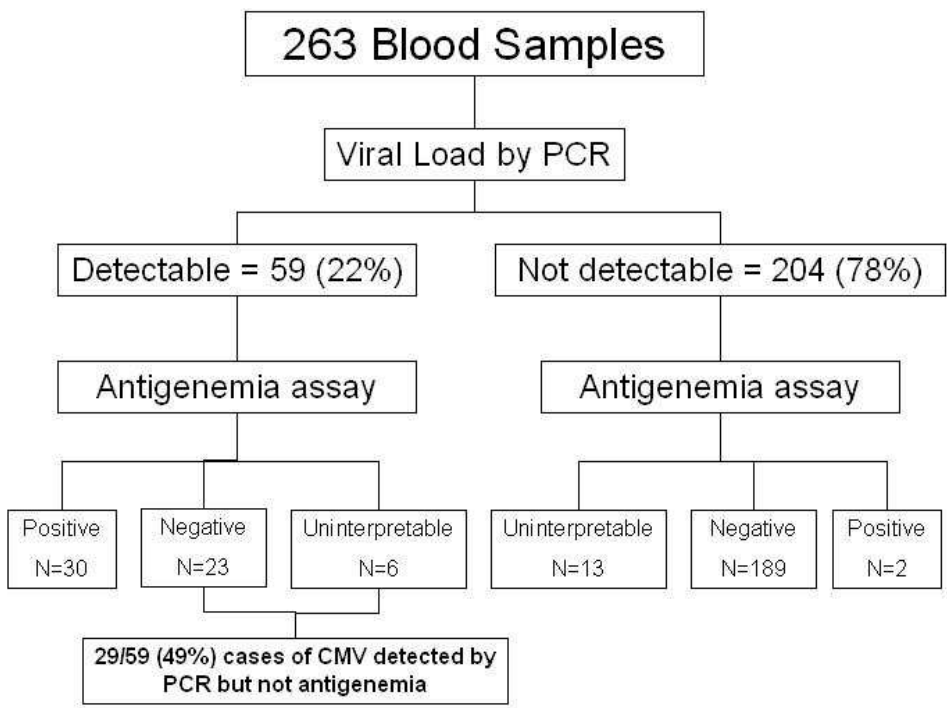 263 Blood Samples
Viral Load by PCR
Detectable = 59 (22%)
Not detectable = 204 (78%)
Antigenemia assay
Antigenemia assay
Positive
N=30
Negative
N=23
Uninterpretable
N=6
Uninterpretable
N=13
Negative
N=189
Positive
N=2
29/59 (49%) cases of CMV detected by
PCR but not antigenemia